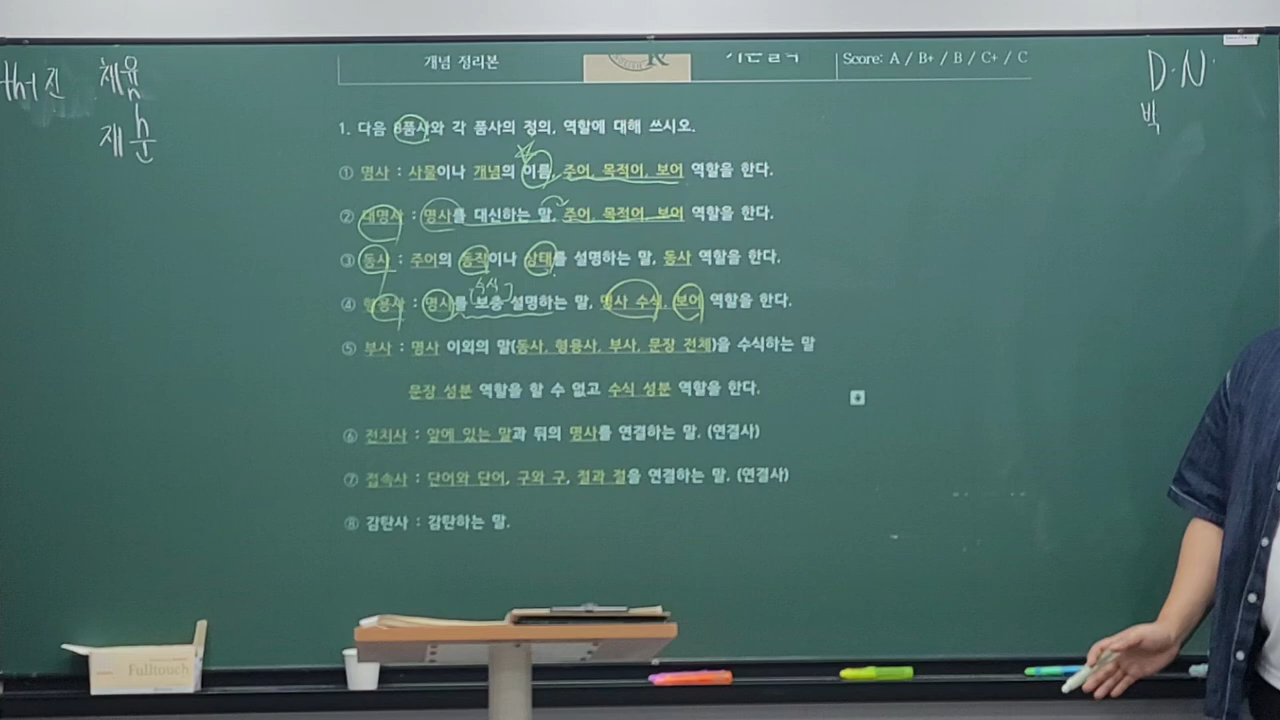 개념 정리본
Score: A / B+ / B / C+ / C
체육
D·N
박
1. 다음 8품사와 각 품사의 정의, 역할에 대해 쓰시오.
① 명사 : 사물이나 개념의 이름, 주어, 목적어, 보어 역할을 한다.
② 대명사 : 명사를 대신하는 말, 주어, 목적어, 보어 역할을 한다.
③ 동사 : 주어의 동작이나 상태를 설명하는 말, 동사 역할을 한다.
수식
④ 형용사 : 명사를 보충 설명하는 말, 명사 수식, 보어 역할을 한다.
⑤ 부사 : 명사 이외의 말(동사, 형용사, 부사, 문장 전체)을 수식하는 말
문장 성분 역할을 할 수 없고 수식 성분 역할을 한다.
⑥ 전치사 : 앞에 있는 말과 뒤의 명사를 연결하는 말. (연결사)
⑦ 접속사 : 단어와 단어, 구와 구, 절과 절을 연결하는 말. (연결사)
⑧ 감탄사 : 감탄하는 말.
Fulltouch